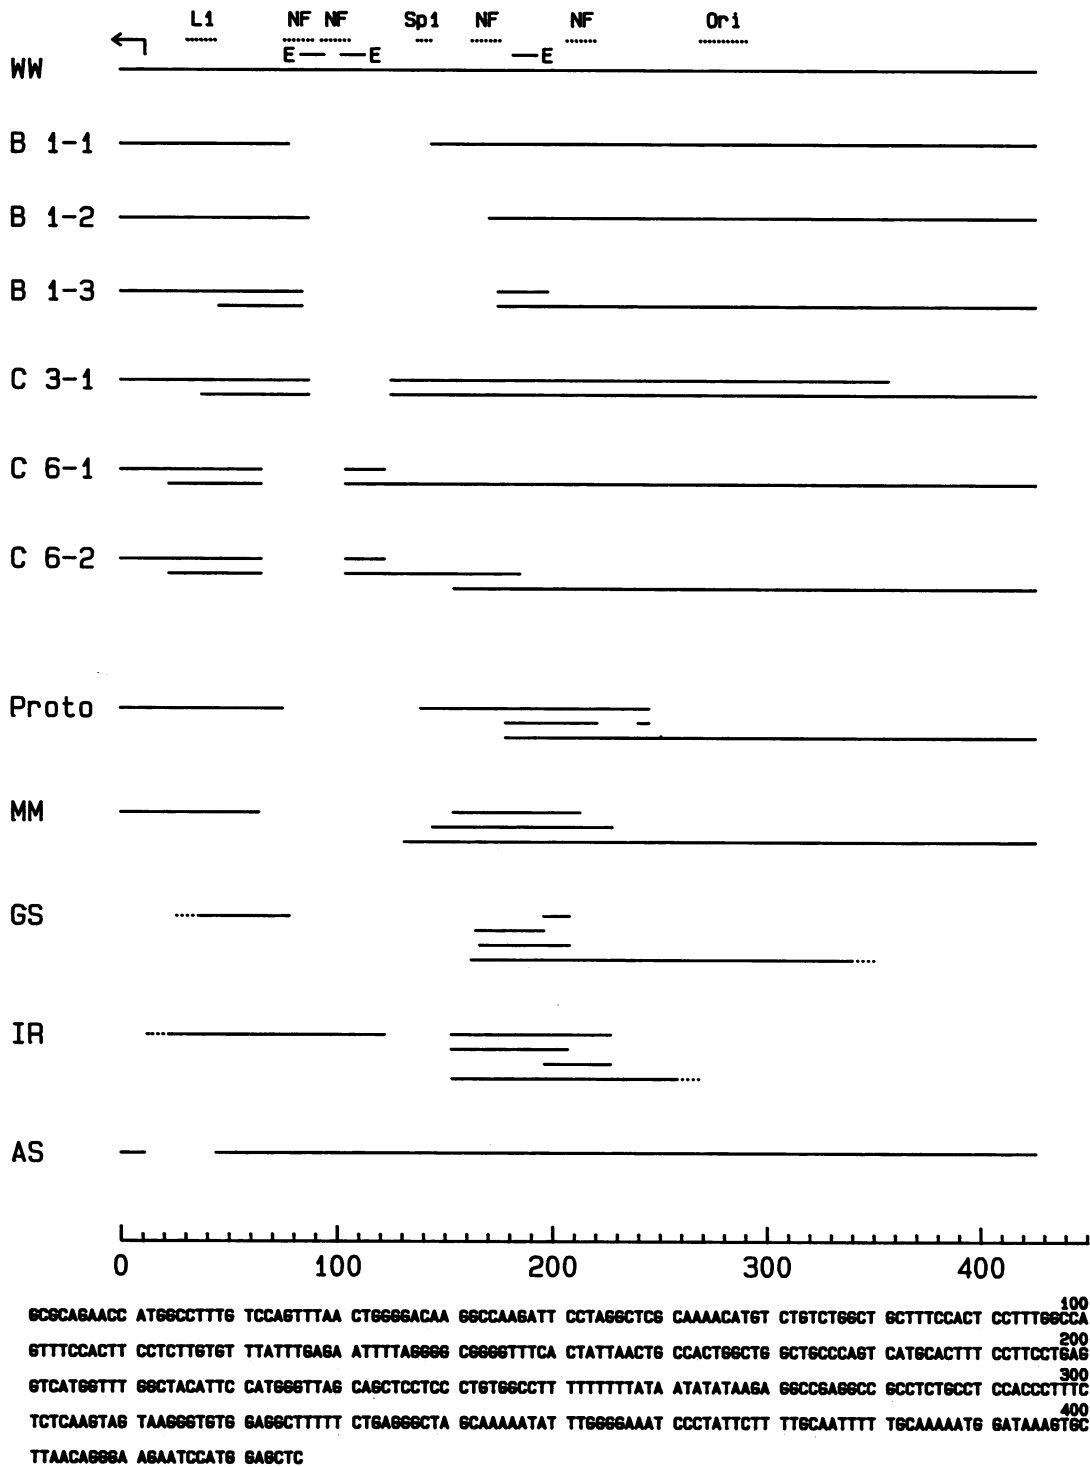 L1 NF NF Sp1 NF NF Ori
E E E
WW
B 1-1
B 1-2
B 1-3
C 3-1
C 6-1
C 6-2
Proto
MM
GS
IR
AS
0 100 200 300 400
100
GCGCAGAACC ATGGCCTTTG TCCAGTTTAA CTGGGGACAA GGCCAAGATT CCTAGGCTCG CAAAACATGT CTGTCTGGCT GCTTTCCACT CCTTTGGCCA
200
GTTTCCACTT CCTCTTGTGT TTATTTGAGA ATTTTAGGGG CGGGGTTTCA CTATTAACTG CCACTGGCTG GCTGCCCAGT CATGCACTTT CCTTCCTGAG
300
GTCATGGTTT GGCTACATTC CATGGGTTAG CAGCTCCTCC CTGTGGCCTT TTTTTTTATA ATATATAAGA GGCCGAGGCC GCCTCTGCCT CCACCCTTTC
400
TCTCAAGTAG TAAGGGTGTG GAGGCTTTTT CTGAGGGCTA GCAAAAATAT TTGGGGAAAT CCCTATTCTT TTGCAATTTT TGCAAAAATG GATAAAGTGC
TTAACAGGGA AGAATCCATG GAGCTC